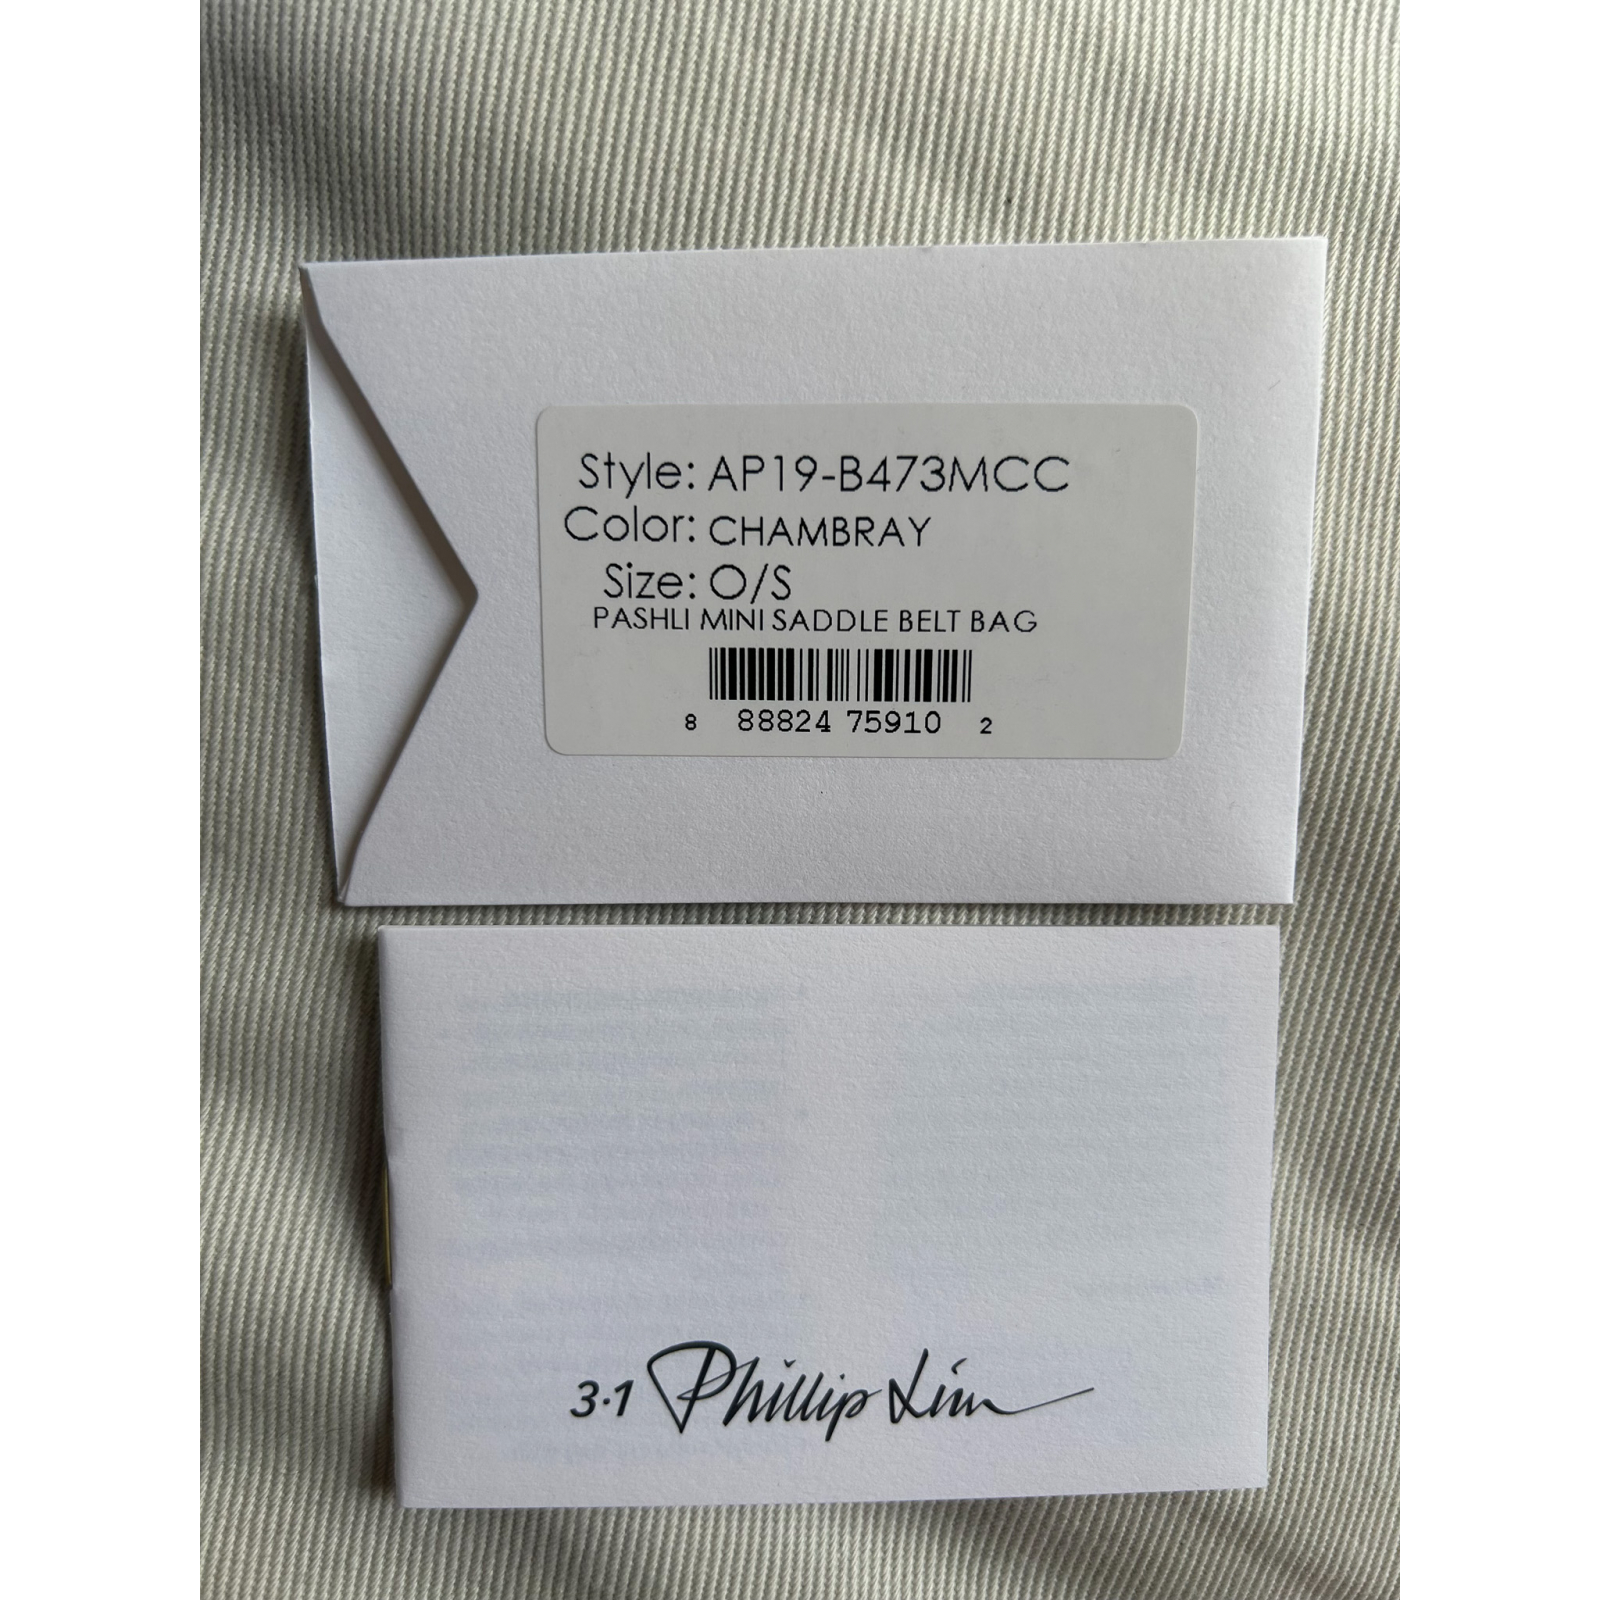 Style: AP19-B473MCC
Color: CHAMBRAY
Size: O/S
PASHLI MINI SADDLE BELT BAG
8 88824 75910 2
3·1 Phillip Lim